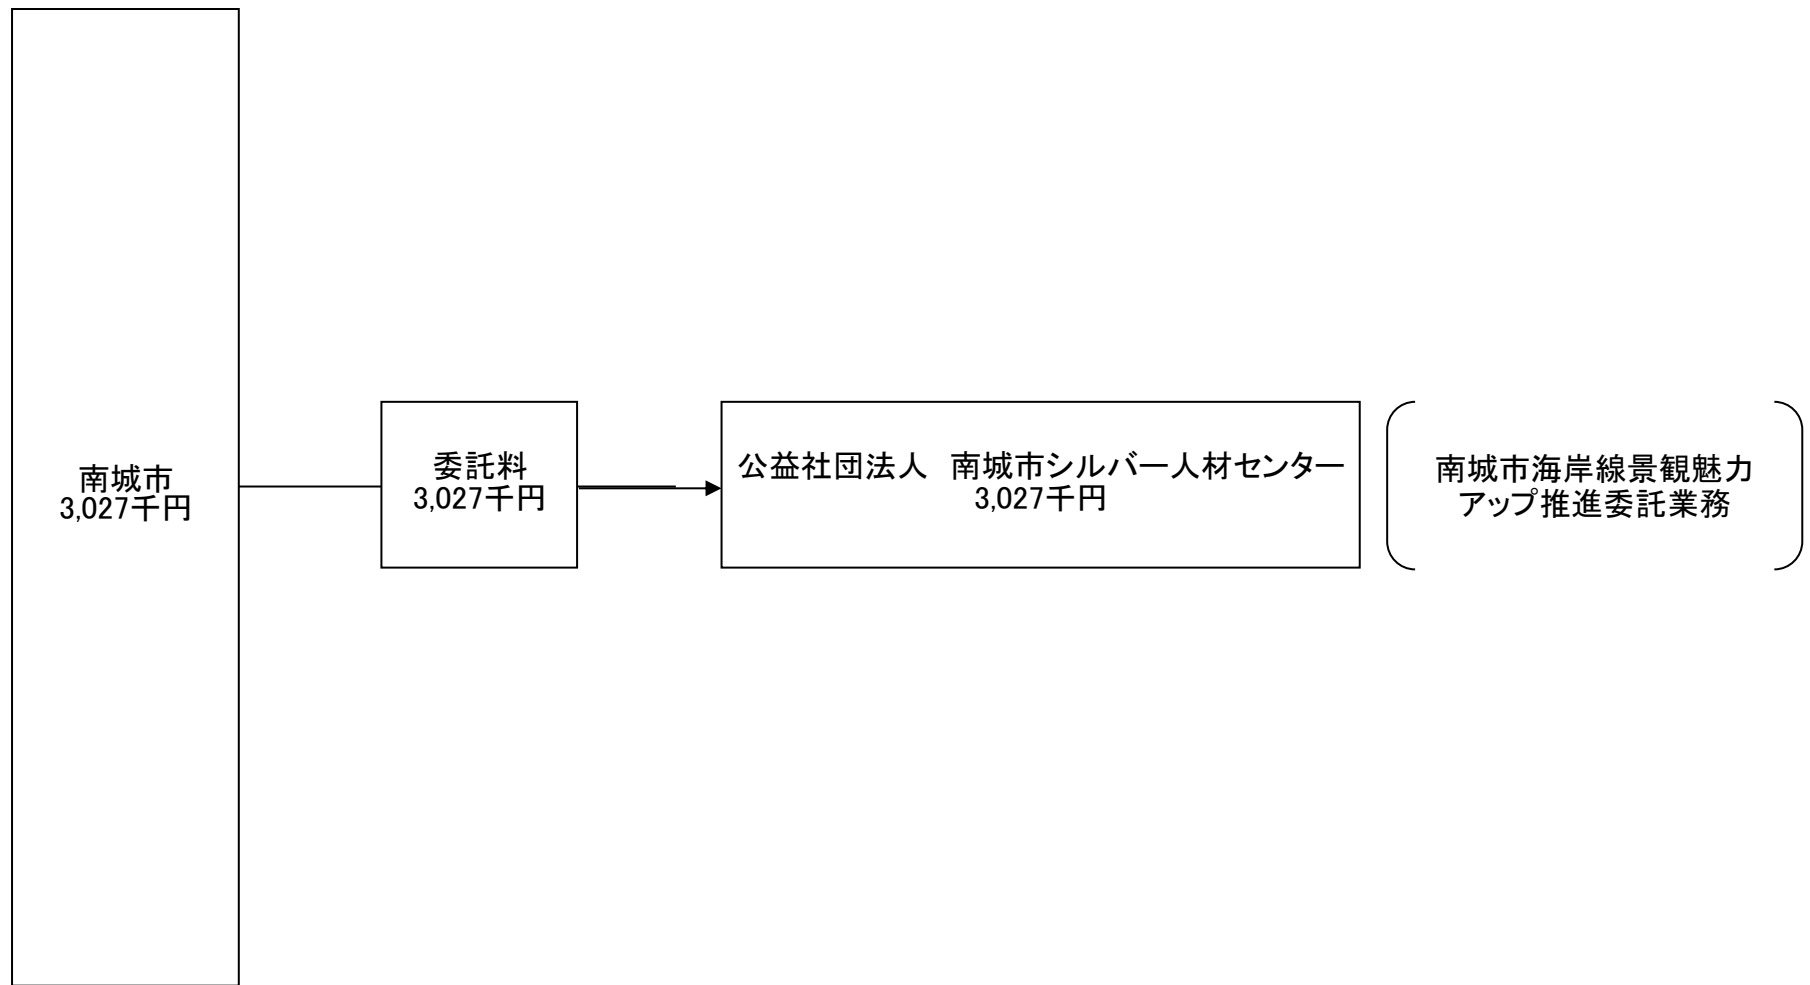 南城市
3,027千円
委託料
3,027千円
公益社団法人　南城市シルバー人材センター
3,027千円
南城市海岸線景観魅力
アップ推進委託業務